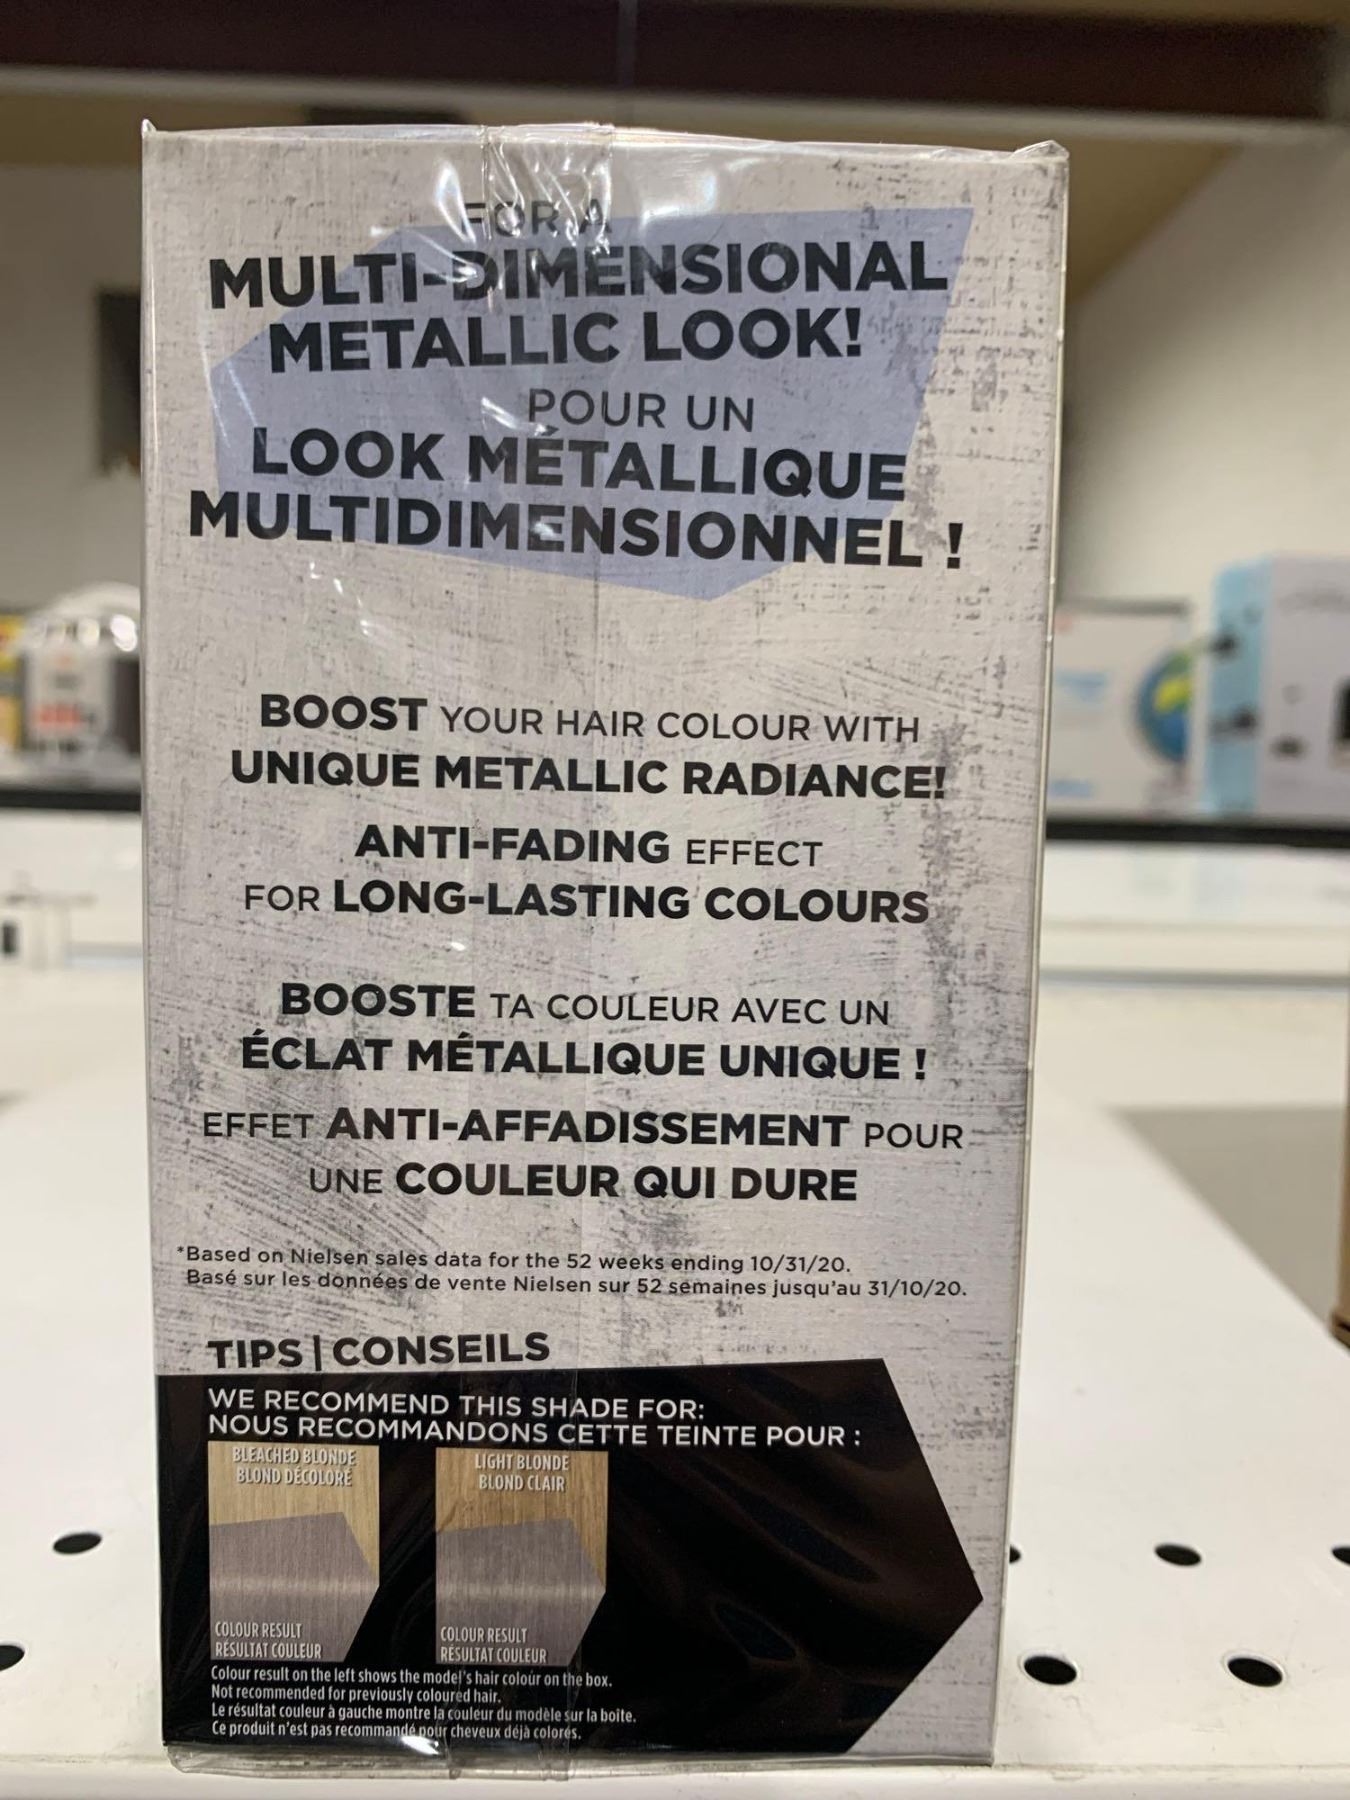 FOR A
MULTI-DIMENSIONAL
METALLIC LOOK!
POUR UN
LOOK MÉTALLIQUE
MULTIDIMENSIONNEL !
BOOST YOUR HAIR COLOUR WITH
UNIQUE METALLIC RADIANCE!
ANTI-FADING EFFECT
FOR LONG-LASTING COLOURS
BOOSTE TA COULEUR AVEC UN
ÉCLAT MÉTALLIQUE UNIQUE !
EFFET ANTI-AFFADISSEMENT POUR
UNE COULEUR QUI DURE
*Based on Nielsen sales data for the 52 weeks ending 10/31/20.
Basé sur les données de vente Nielsen sur 52 semaines jusqu'au 31/10/20.
TIPS | CONSEILS
WE RECOMMEND THIS SHADE FOR:
NOUS RECOMMANDONS CETTE TEINTE POUR :
BLEACHED BLONDE
BLOND DÉCOLORÉ
COLOUR RESULT
RÉSULTAT COULEUR
LIGHT BLONDE
BLOND CLAIR
COLOUR RESULT
RÉSULTAT COULEUR
Colour result on the left shows the model's hair colour on the box.
Not recommended for previously coloured hair.
Le résultat couleur à gauche montre la couleur du modèle sur la boîte.
Ce produit n'est pas recommandé pour cheveux déjà colorés.